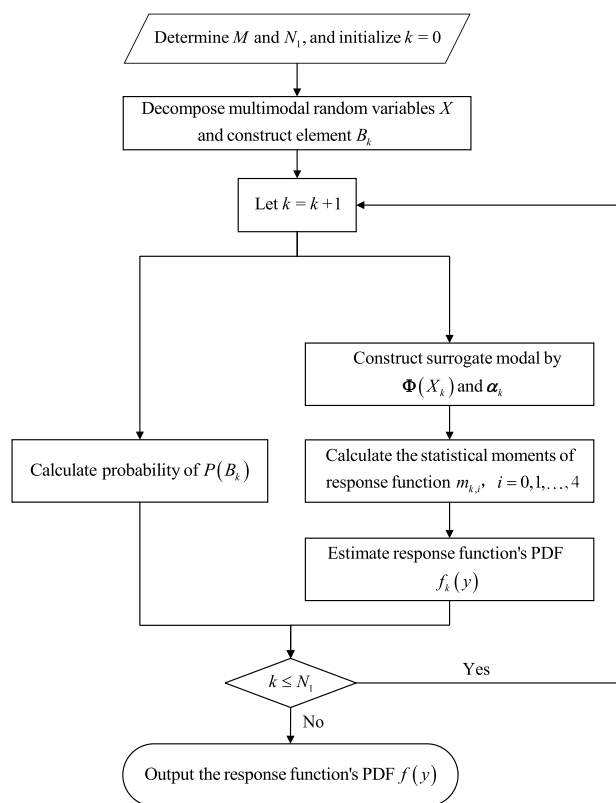 Determine M and N₁, and initialize k = 0
Decompose multimodal random variables X
and construct element Bₖ
Let k = k+1
Construct surrogate modal by
Φ(Xₖ) and αₖ
Calculate probability of P(Bₖ)
Calculate the statistical moments of
response function mₖ,ᵢ, i = 0,1,…,4
Estimate response function's PDF
fₖ(y)
k ≤ N₁
Yes
No
Output the response function's PDF f(y)